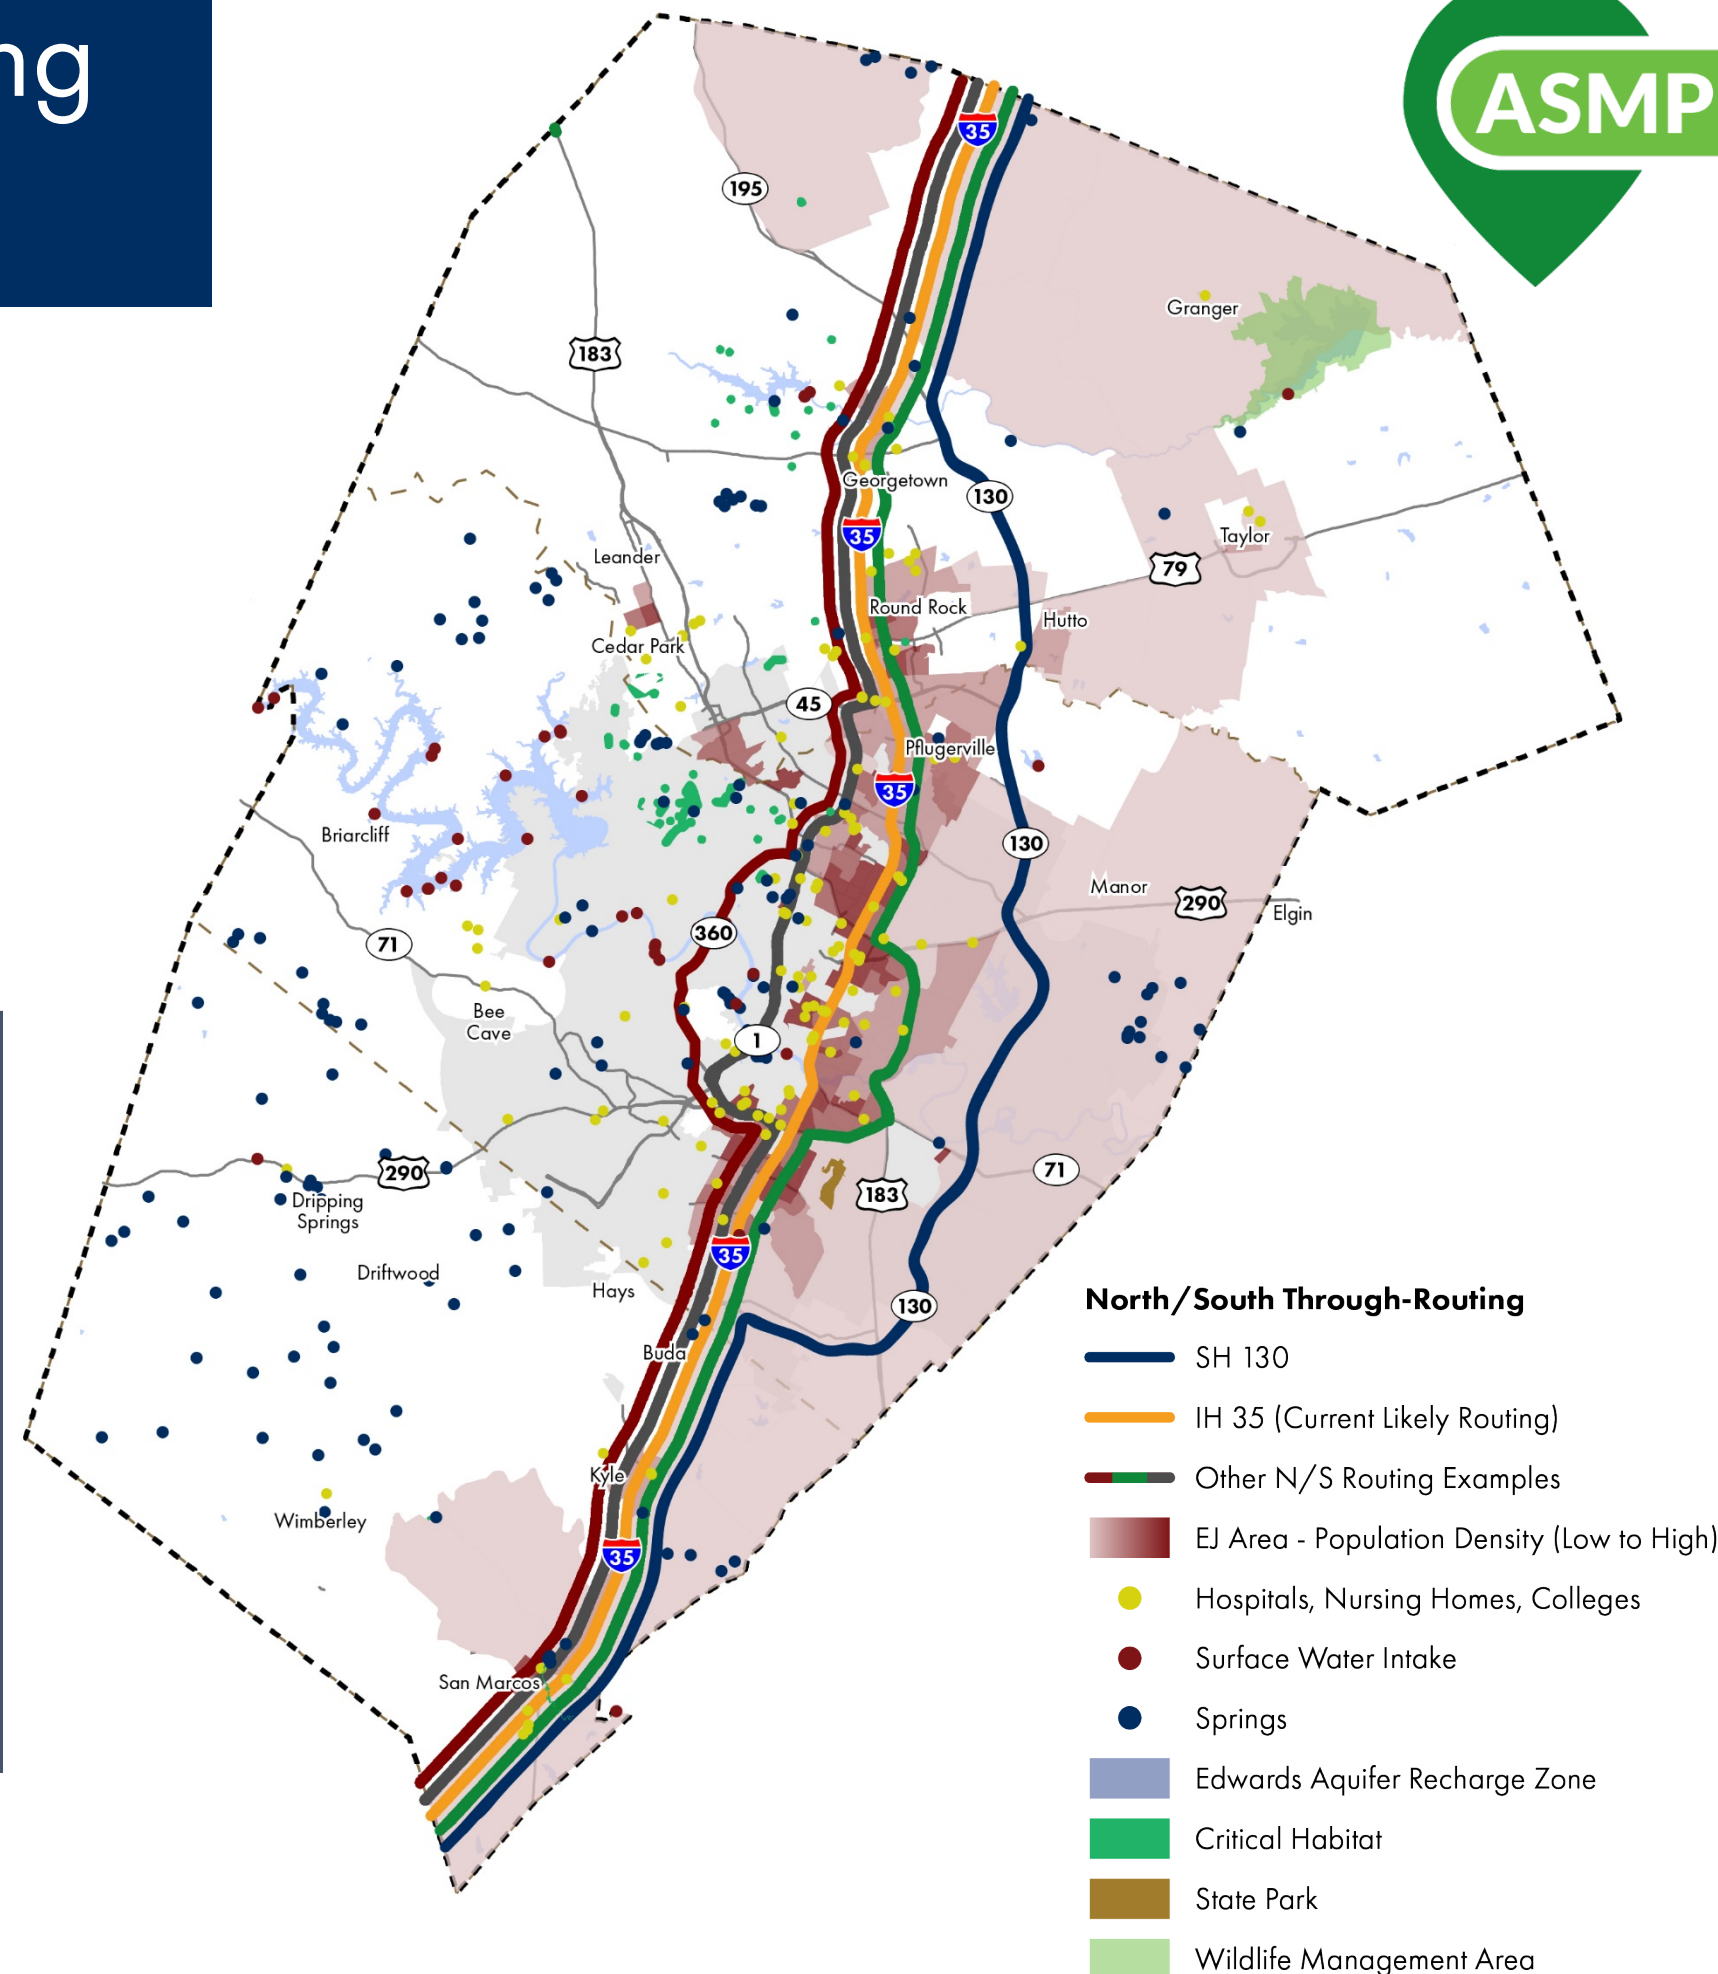 ng
ASMP
35
195
183
Granger
Georgetown
130
35
Leander
Taylor
79
Round Rock
Hutto
Cedar Park
45
Pflugerville
35
Briarcliff
130
Manor
290
Elgin
360
71
Bee
Cave
1
290
71
183
Dripping
Springs
35
Driftwood
Hays
130
Buda
Kyle
Wimberley
35
San Marcos
North/South Through-Routing
SH 130
IH 35 (Current Likely Routing)
Other N/S Routing Examples
EJ Area - Population Density (Low to High)
Hospitals, Nursing Homes, Colleges
Surface Water Intake
Springs
Edwards Aquifer Recharge Zone
Critical Habitat
State Park
Wildlife Management Area